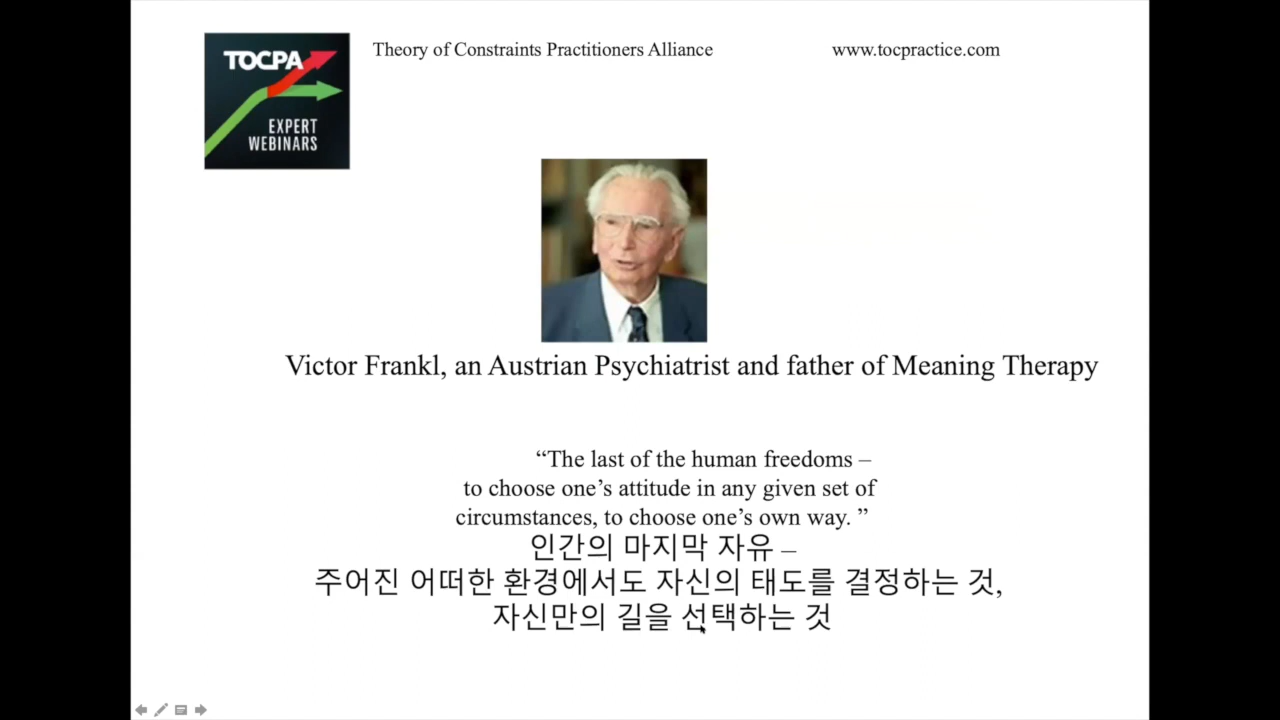 TOCPA
EXPERT
WEBINARS
Theory of Constraints Practitioners Alliance
www.tocpractice.com
Victor Frankl, an Austrian Psychiatrist and father of Meaning Therapy
“The last of the human freedoms –
to choose one’s attitude in any given set of
circumstances, to choose one’s own way. ”
인간의 마지막 자유 –
주어진 어떠한 환경에서도 자신의 태도를 결정하는 것,
자신만의 길을 선택하는 것